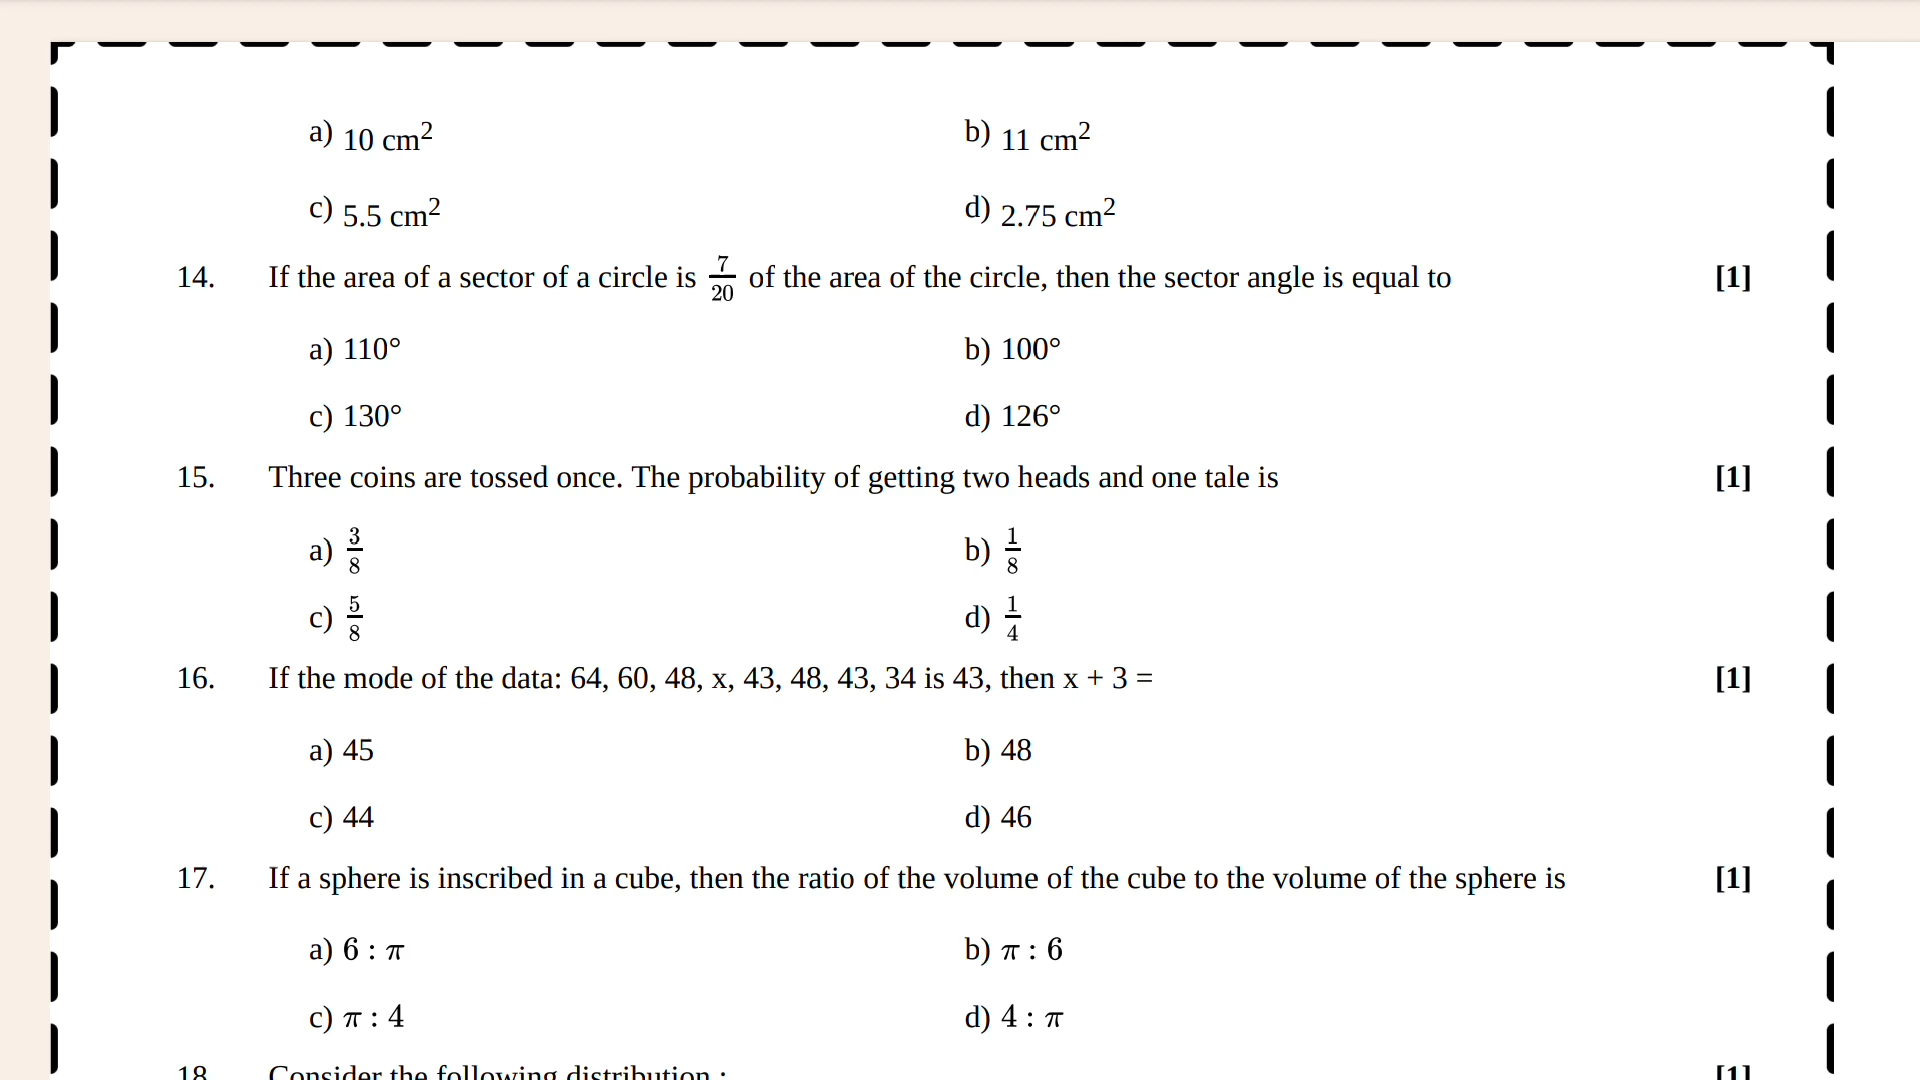 a) 10 cm² b) 11 cm²
c) 5.5 cm² d) 2.75 cm²
14. If the area of a sector of a circle is 7/20 of the area of the circle, then the sector angle is equal to [1]
a) 110° b) 100°
c) 130° d) 126°
15. Three coins are tossed once. The probability of getting two heads and one tale is [1]
a) 3/8 b) 1/8
c) 5/8 d) 1/4
16. If the mode of the data: 64, 60, 48, x, 43, 48, 43, 34 is 43, then x + 3 = [1]
a) 45 b) 48
c) 44 d) 46
17. If a sphere is inscribed in a cube, then the ratio of the volume of the cube to the volume of the sphere is [1]
a) 6 : π b) π : 6
c) π : 4 d) 4 : π
18. Consider the following distribution : [1]